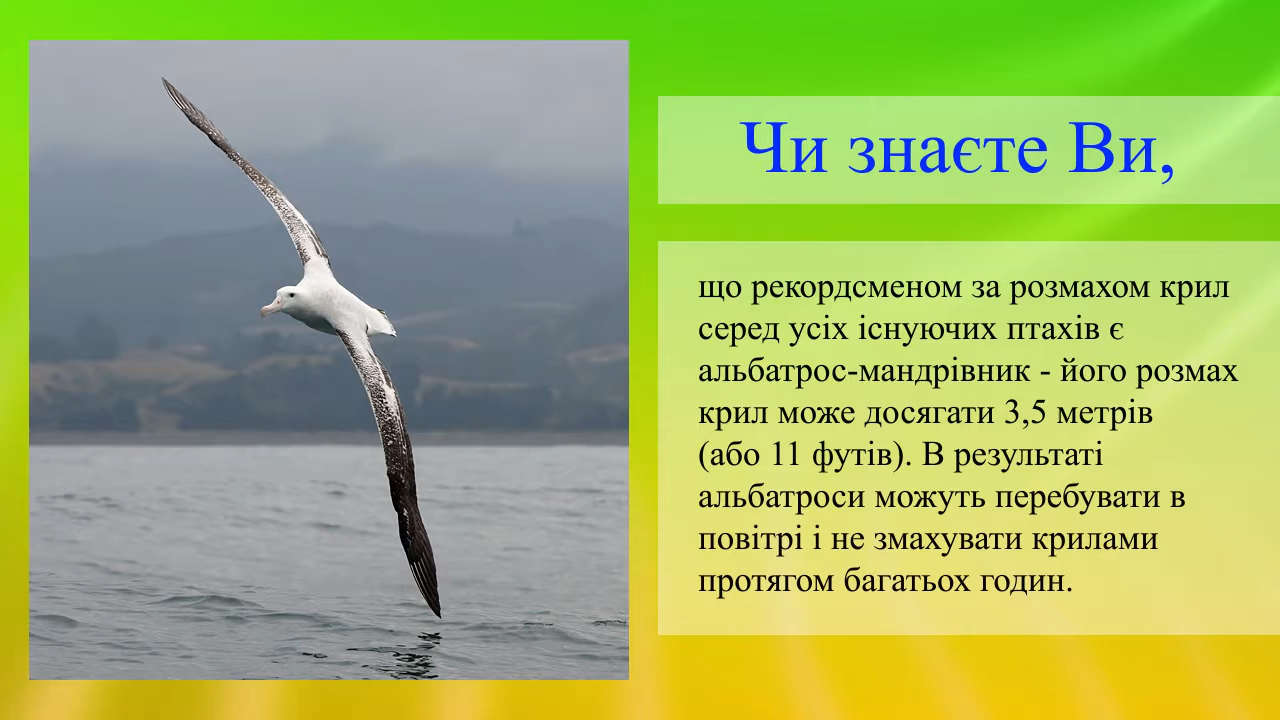 Чи знаєте Ви,
що рекордсменом за розмахом крил
серед усіх існуючих птахів є
альбатрос-мандрівник - його розмах
крил може досягати 3,5 метрів
(або 11 футів). В результаті
альбатроси можуть перебувати в
повітрі і не змахувати крилами
протягом багатьох годин.